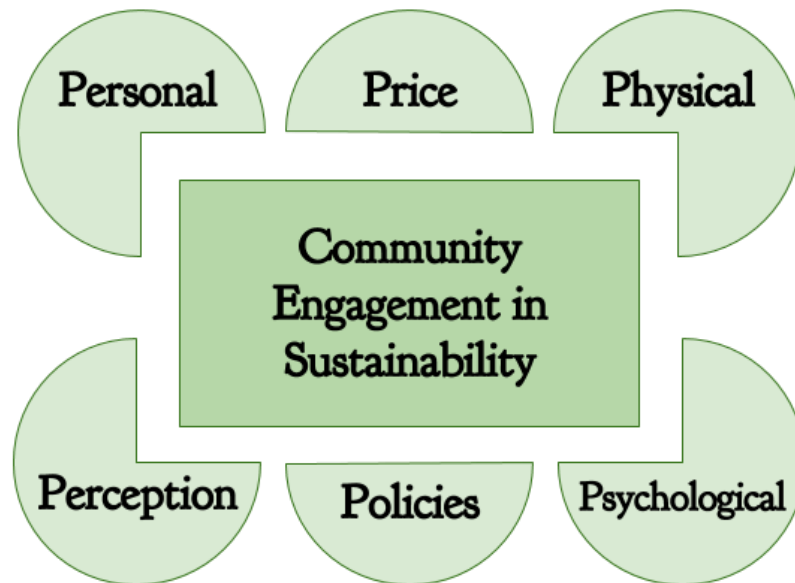 Personal
Price
Physical
Community
Engagement in
Sustainability
Perception
Policies
Psychological